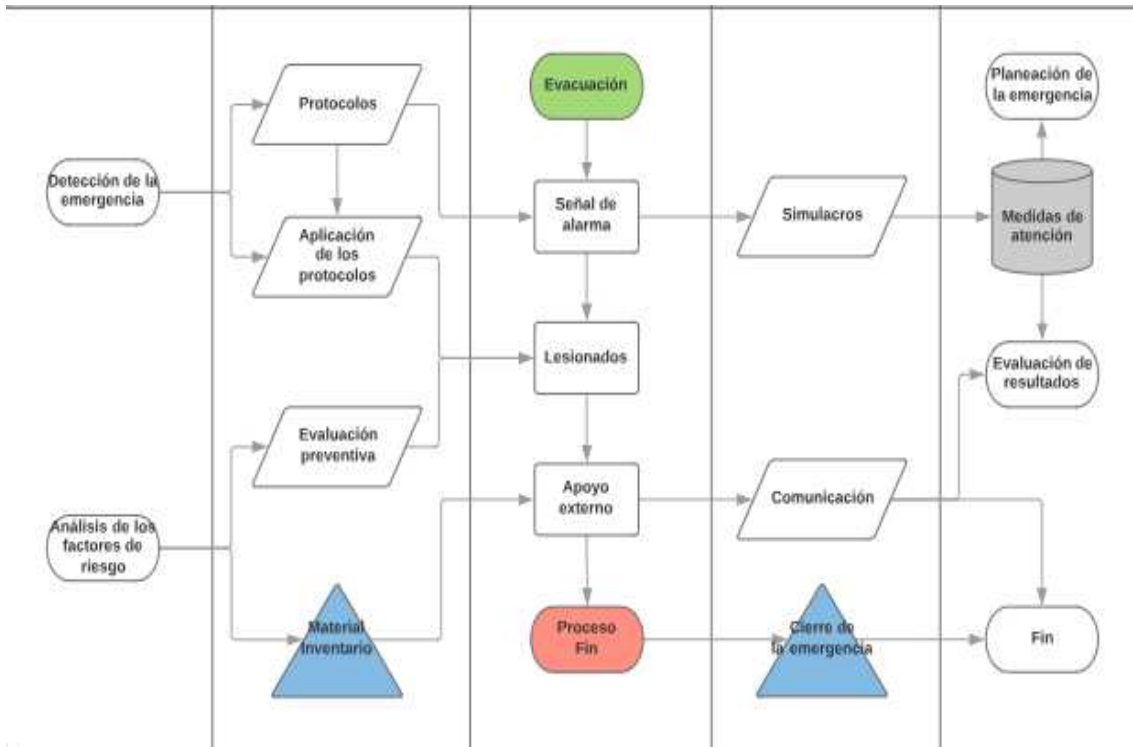 Detección de la
emergencia
Análisis de los
factores de
riesgo
Protocolos
Aplicación
de los
protocolos
Evaluación
preventiva
Material
Inventario
Evacuación
Señal de
alarma
Lesionados
Apoyo
externo
Proceso
Fin
Simulacros
Comunicación
Cierre de
la emergencia
Planeación de
la emergencia
Medidas de
atención
Evaluación de
resultados
Fin